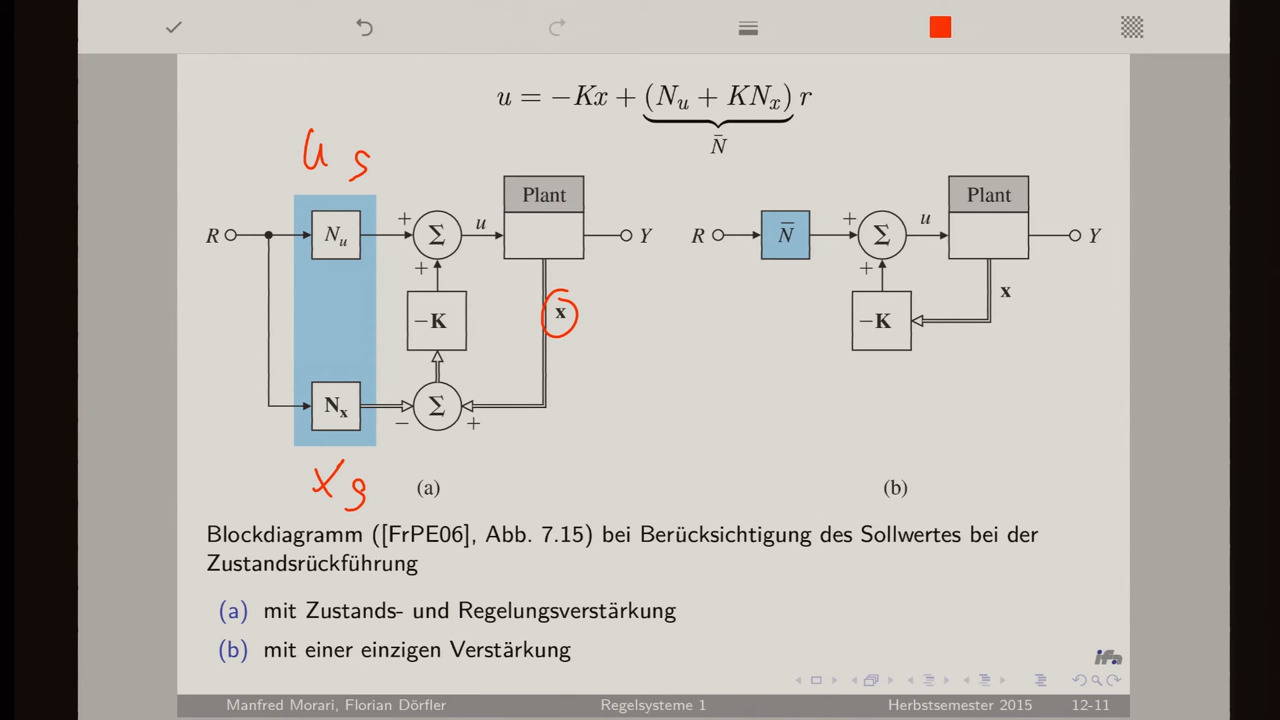 u = −Kx + (N_u + KN_x) r
N̄
u s
Plant
Plant
R
N_u
+
Σ
u
Y
R
N̄
+
Σ
u
Y
+
+
−K
x
−K
x
N_x
Σ
−
+
x s
(a)
(b)
Blockdiagramm ([FrPE06], Abb. 7.15) bei Berücksichtigung des Sollwertes bei der
Zustandsrückführung
(a) mit Zustands- und Regelungsverstärkung
(b) mit einer einzigen Verstärkung
ifa
Manfred Morari, Florian Dörfler Regelsysteme 1 Herbstsemester 2015 12-11